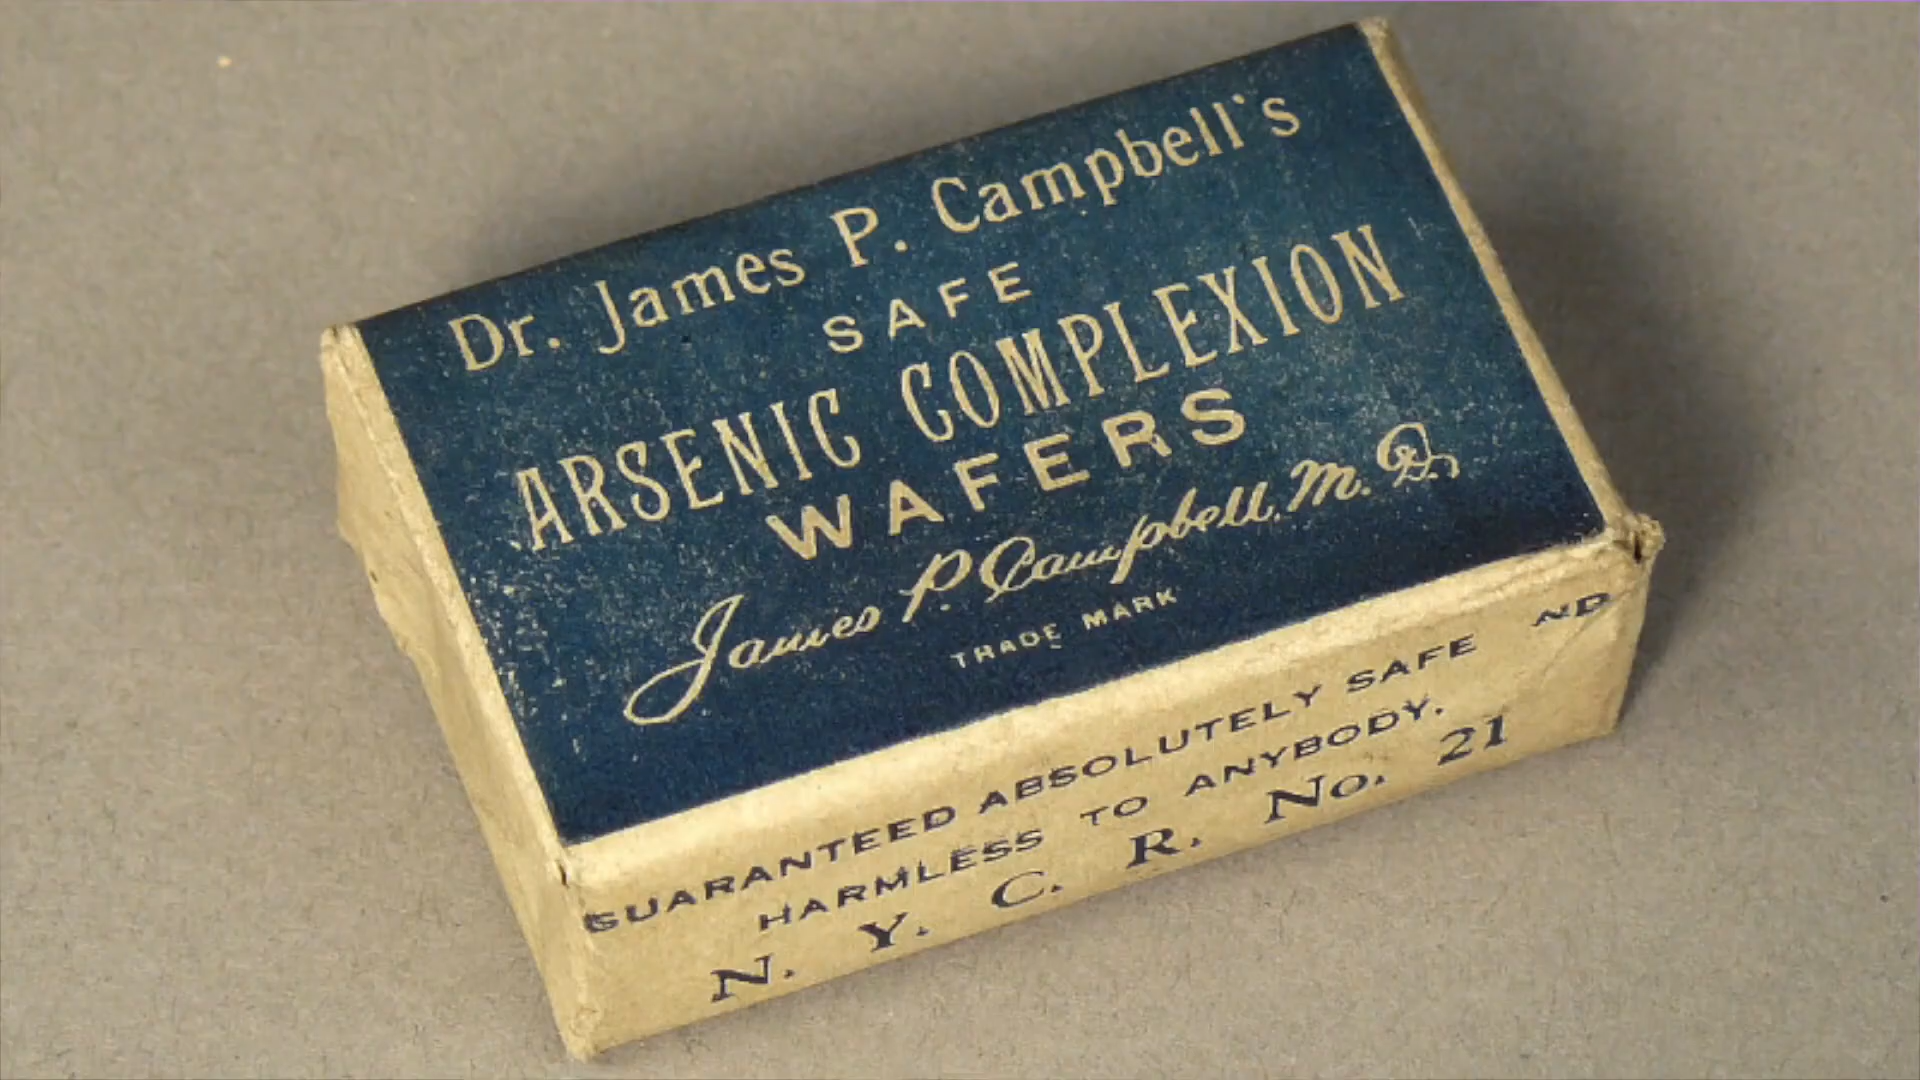 Dr. James P. Campbell's
SAFE
ARSENIC COMPLEXION
WAFERS
James P. Campbell, M. D.
TRADE MARK
GUARANTEED ABSOLUTELY SAFE ND
HARMLESS TO ANYBODY.
N. Y. C. R. No. 21